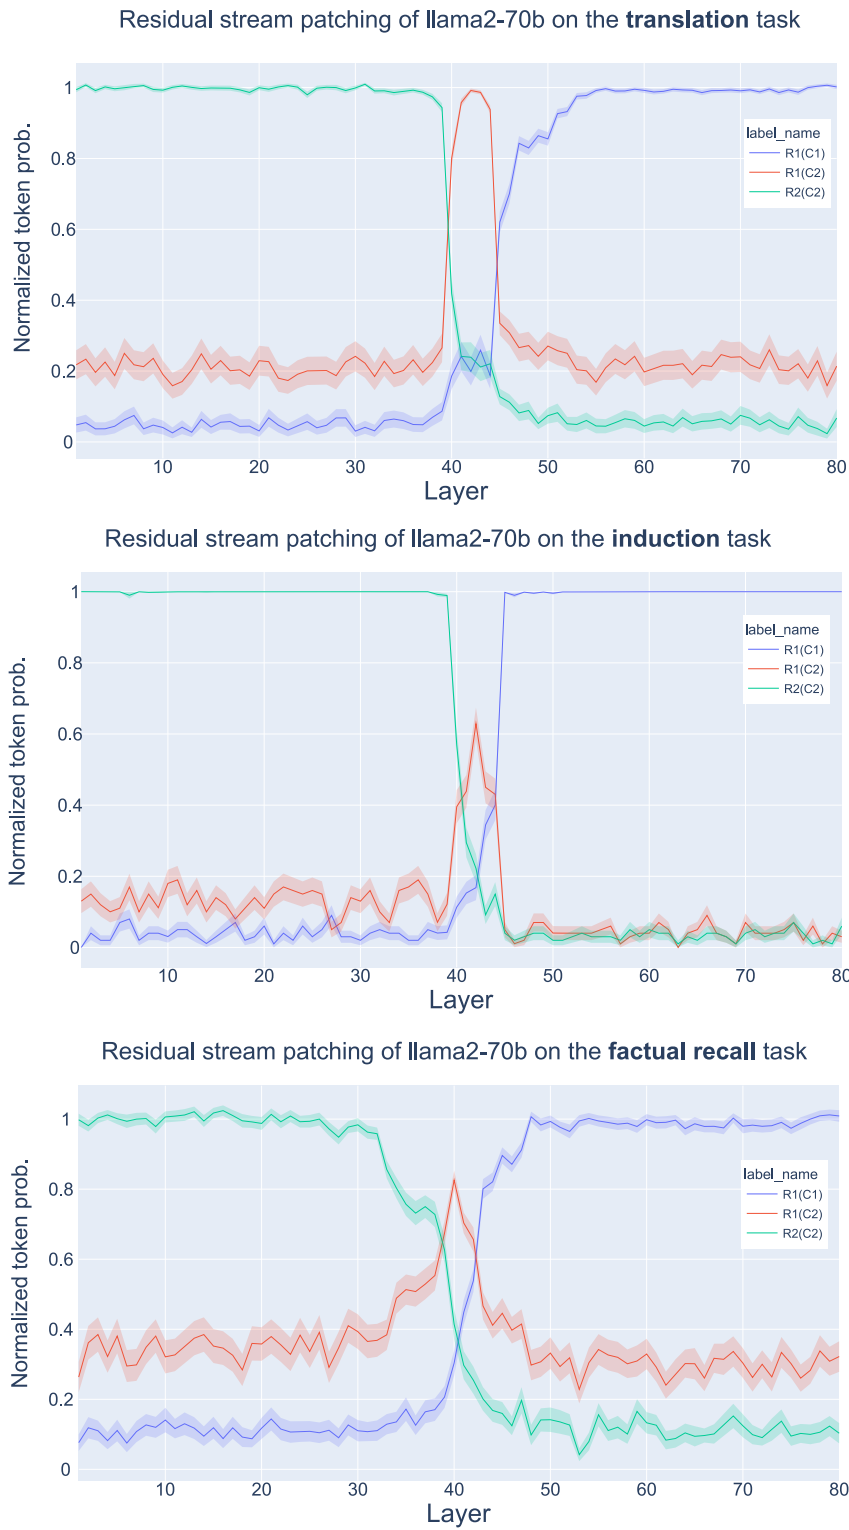 Residual stream patching of llama2-70b on the translation task
Normalized token prob.
1
0.8
0.6
0.4
0.2
0
10 20 30 40 50 60 70 80
Layer
label_name
R1(C1)
R1(C2)
R2(C2)
Residual stream patching of llama2-70b on the induction task
Normalized token prob.
1
0.8
0.6
0.4
0.2
0
10 20 30 40 50 60 70 80
Layer
label_name
R1(C1)
R1(C2)
R2(C2)
Residual stream patching of llama2-70b on the factual recall task
Normalized token prob.
1
0.8
0.6
0.4
0.2
0
10 20 30 40 50 60 70 80
Layer
label_name
R1(C1)
R1(C2)
R2(C2)